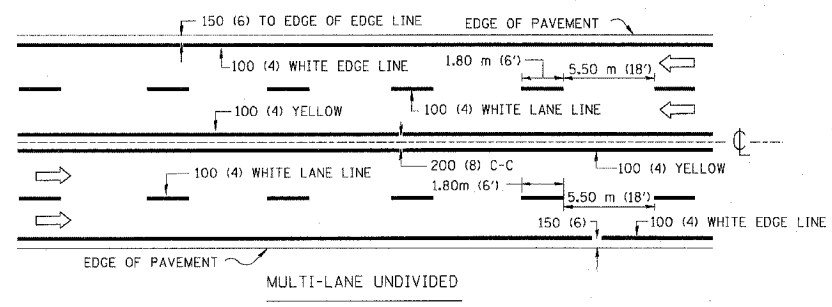 150 (6) TO EDGE OF EDGE LINE
EDGE OF PAVEMENT
100 (4) WHITE EDGE LINE
1.80 m (6')
5.50 m (18')
100 (4) YELLOW
100 (4) WHITE LANE LINE
℄
100 (4) WHITE LANE LINE
200 (8) C-C
100 (4) YELLOW
1.80m (6')
5.50 m (18')
150 (6)
100 (4) WHITE EDGE LINE
EDGE OF PAVEMENT
MULTI-LANE UNDIVIDED